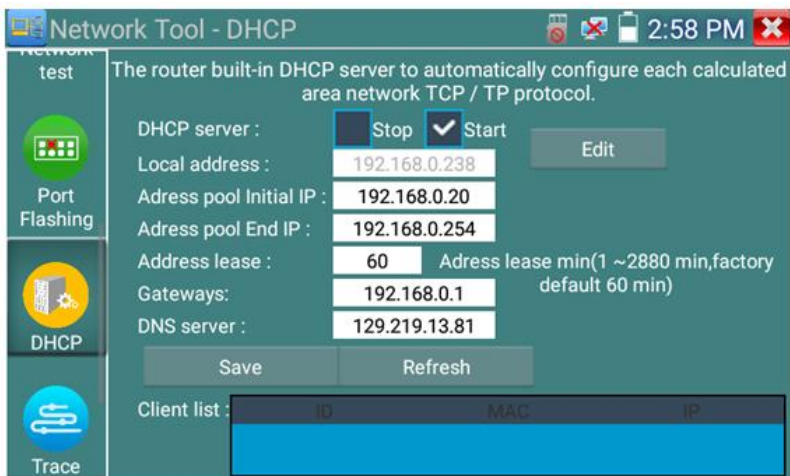 Network Tool - DHCP
2:58 PM
Network
test
The router built-in DHCP server to automatically configure each calculated
area network TCP / TP protocol.
DHCP server :
Stop
Start
Edit
Local address :
192.168.0.238
Port
Flashing
Adress pool Initial IP :
192.168.0.20
Adress pool End IP :
192.168.0.254
Address lease :
60
Adress lease min(1 ~2880 min,factory
default 60 min)
Gateways:
192.168.0.1
DNS server :
129.219.13.81
DHCP
Save
Refresh
Client list :
ID
MAC
IP
Trace